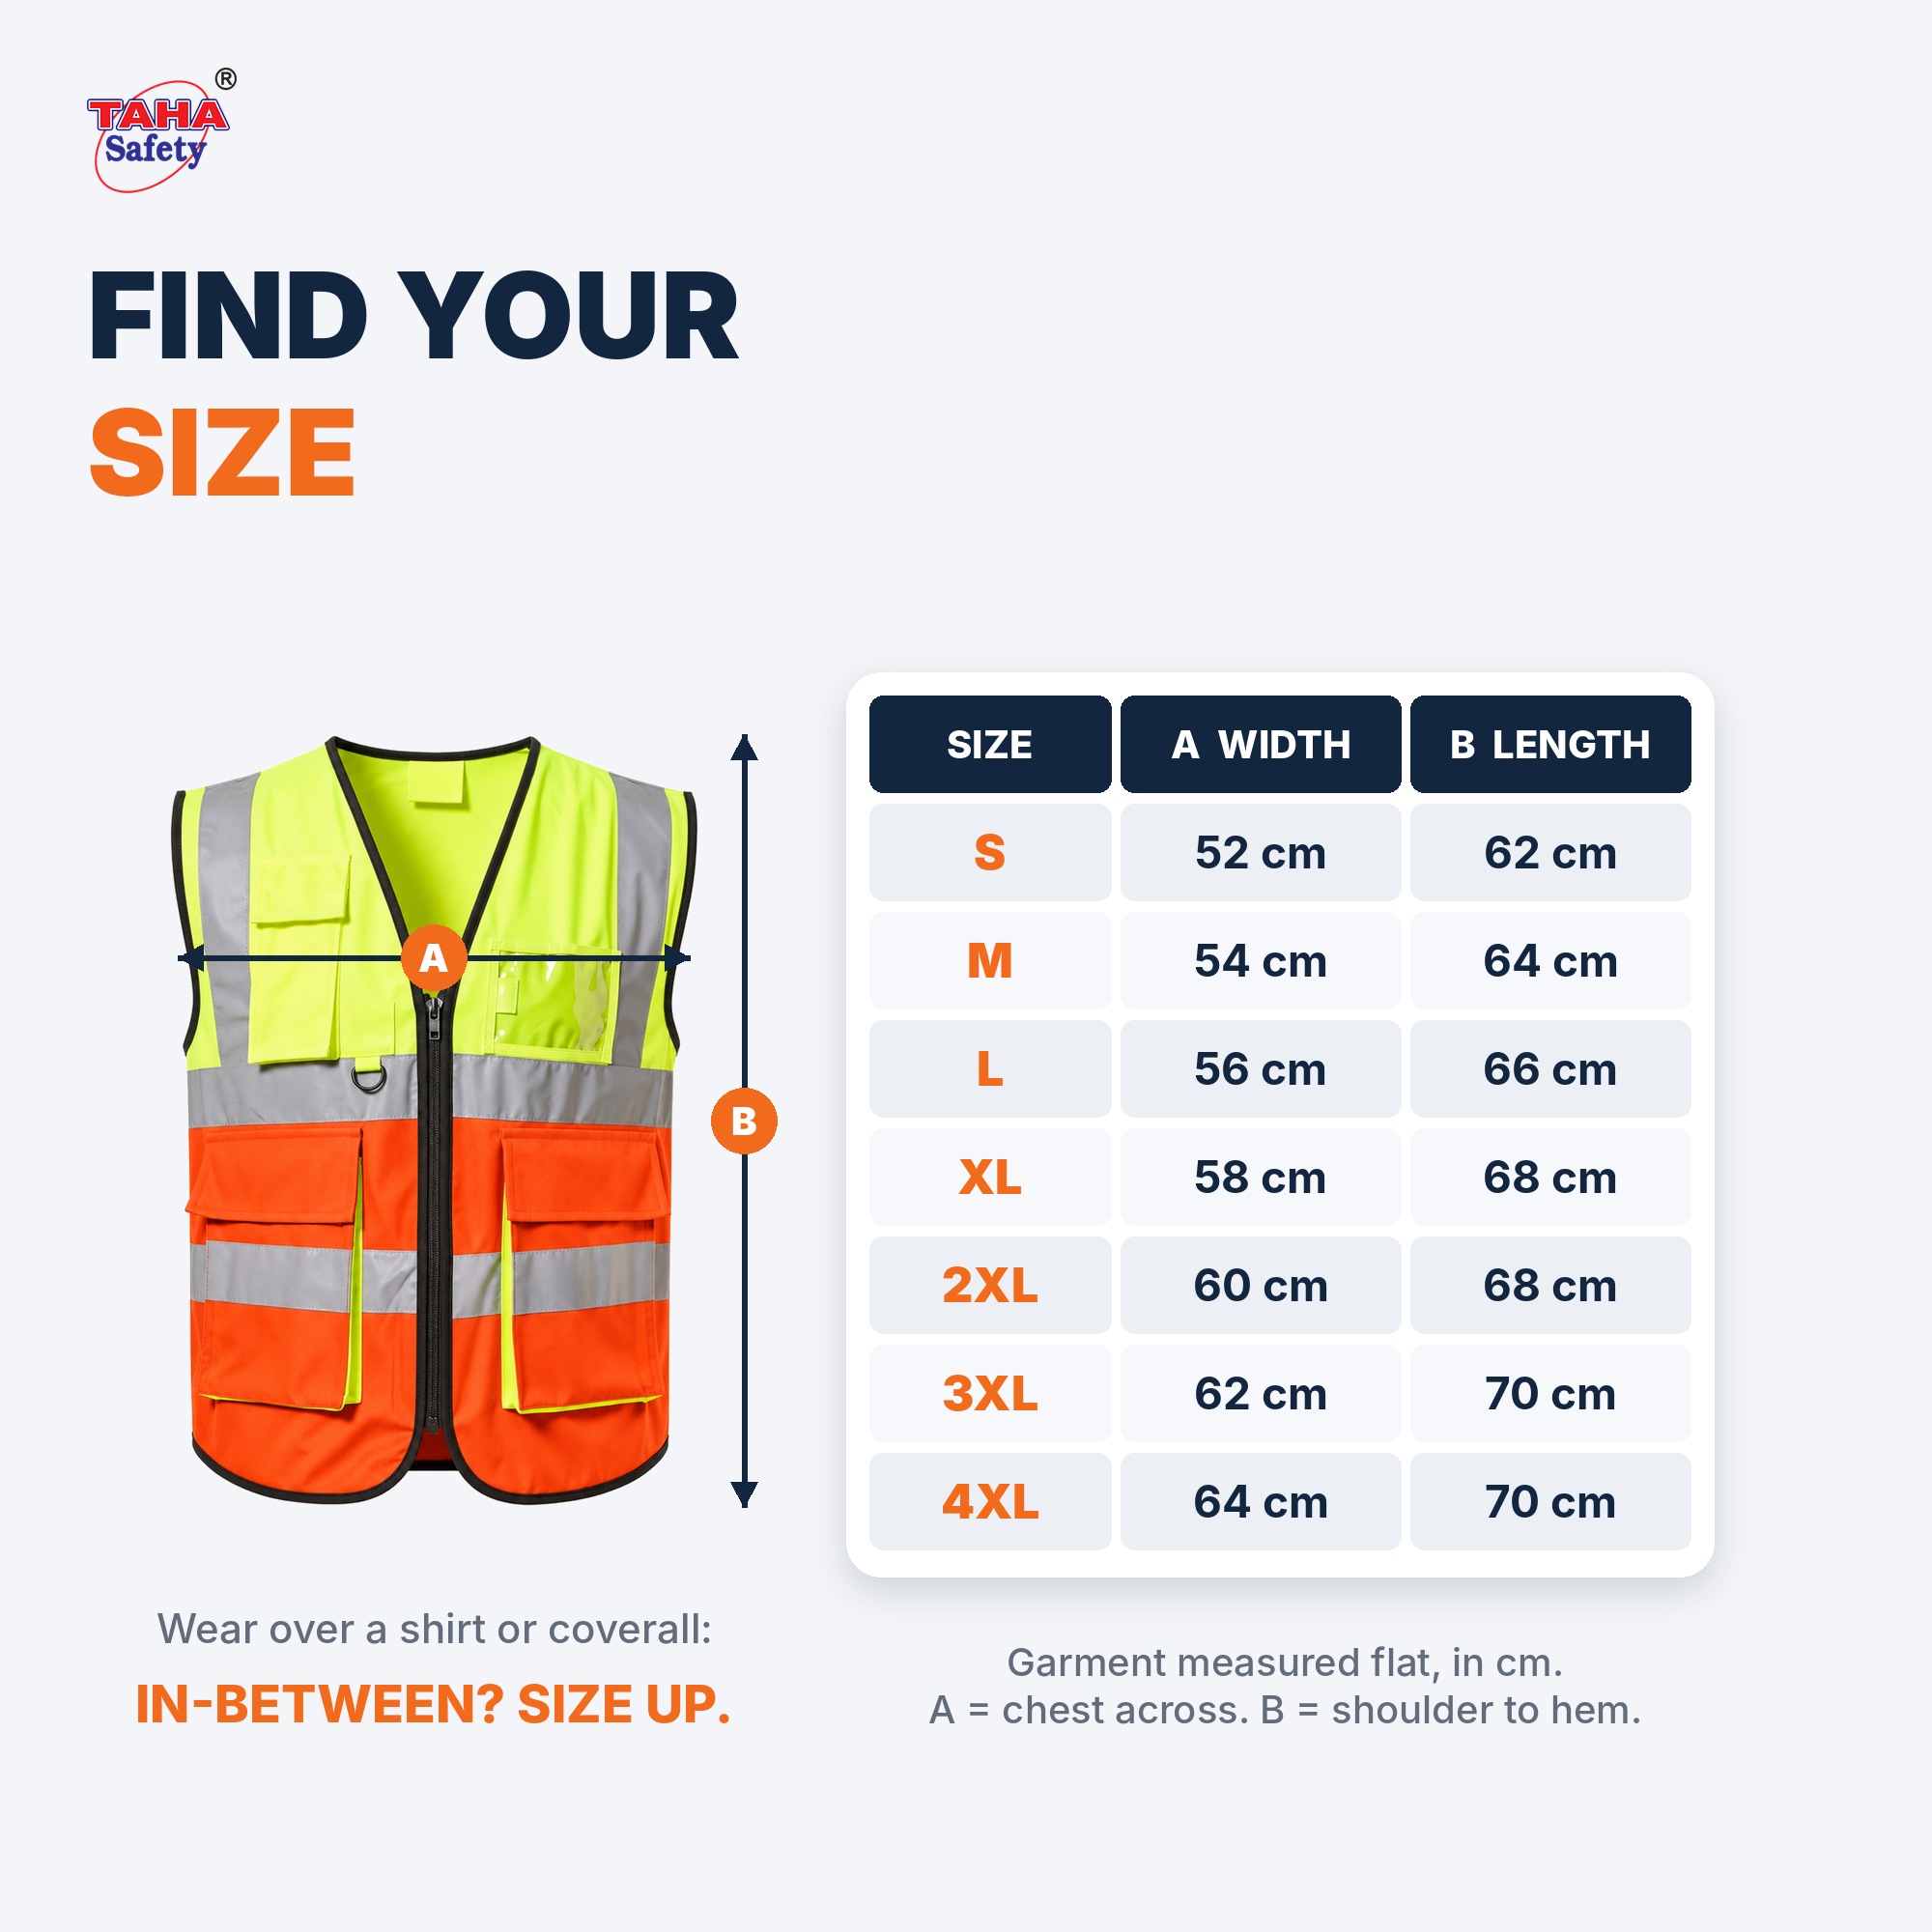 TAHA ®
Safety
FIND YOUR
SIZE
A
B
SIZE A WIDTH B LENGTH
S 52 cm 62 cm
M 54 cm 64 cm
L 56 cm 66 cm
XL 58 cm 68 cm
2XL 60 cm 68 cm
3XL 62 cm 70 cm
4XL 64 cm 70 cm
Wear over a shirt or coverall:
IN-BETWEEN? SIZE UP.
Garment measured flat, in cm.
A = chest across. B = shoulder to hem.